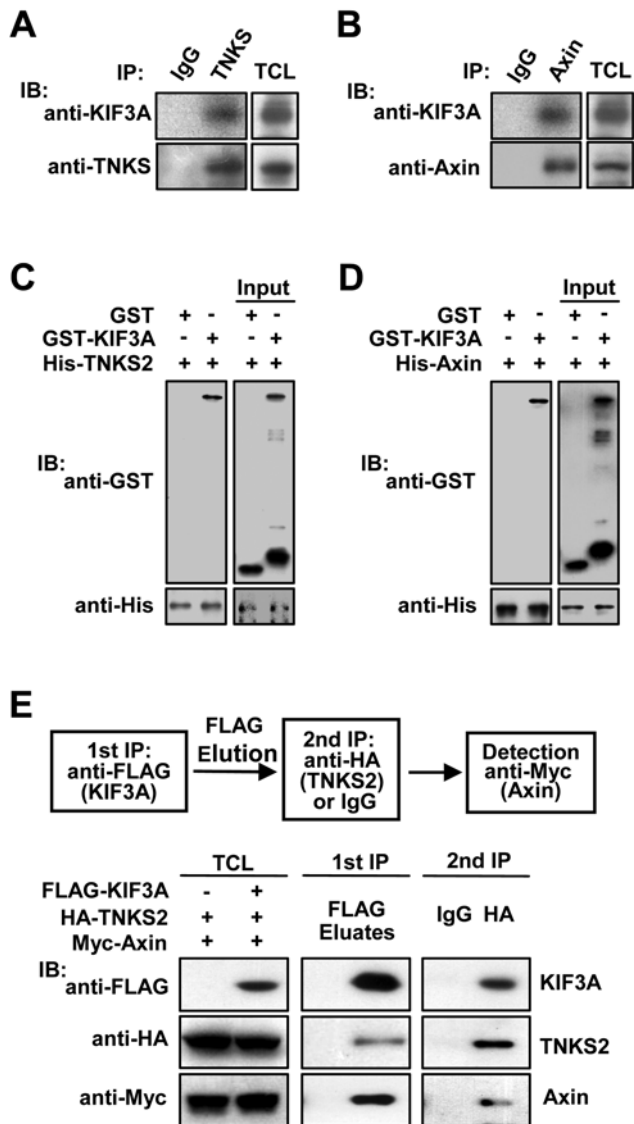 A
IP: IgG TNKS TCL
IB:
anti-KIF3A
anti-TNKS
B
IP: IgG Axin TCL
IB:
anti-KIF3A
anti-Axin
C
Input
GST + - + -
GST-KIF3A - + - +
His-TNKS2 + + + +
IB:
anti-GST
anti-His
D
Input
GST + - + -
GST-KIF3A - + - +
His-Axin + + + +
IB:
anti-GST
anti-His
E
1st IP:
anti-FLAG
(KIF3A)
FLAG
Elution
2nd IP:
anti-HA
(TNKS2)
or IgG
Detection
anti-Myc
(Axin)
TCL 1st IP 2nd IP
FLAG-KIF3A - +
HA-TNKS2 + +
Myc-Axin + +
FLAG
Eluates
IgG HA
IB:
anti-FLAG KIF3A
anti-HA TNKS2
anti-Myc Axin